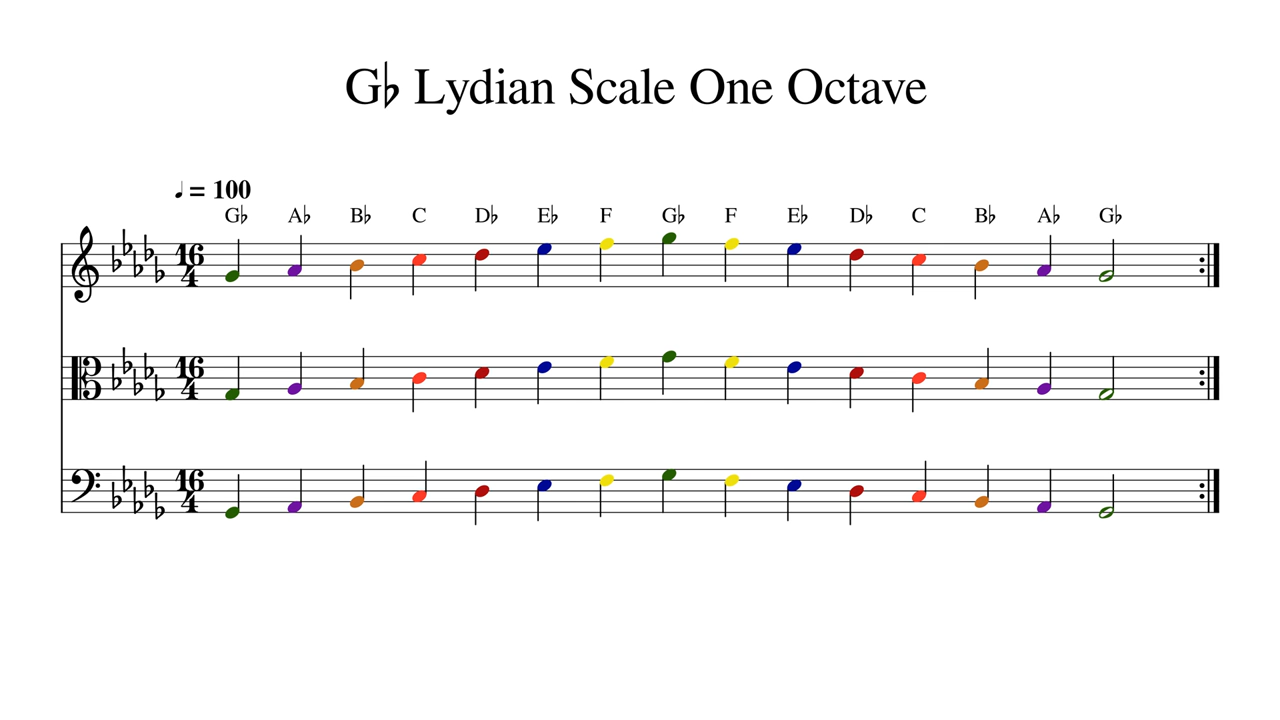 G♭ Lydian Scale One Octave
♩ = 100
G♭ A♭ B♭ C D♭ E♭ F G♭ F E♭ D♭ C B♭ A♭ G♭
16
4
16
4
16
4